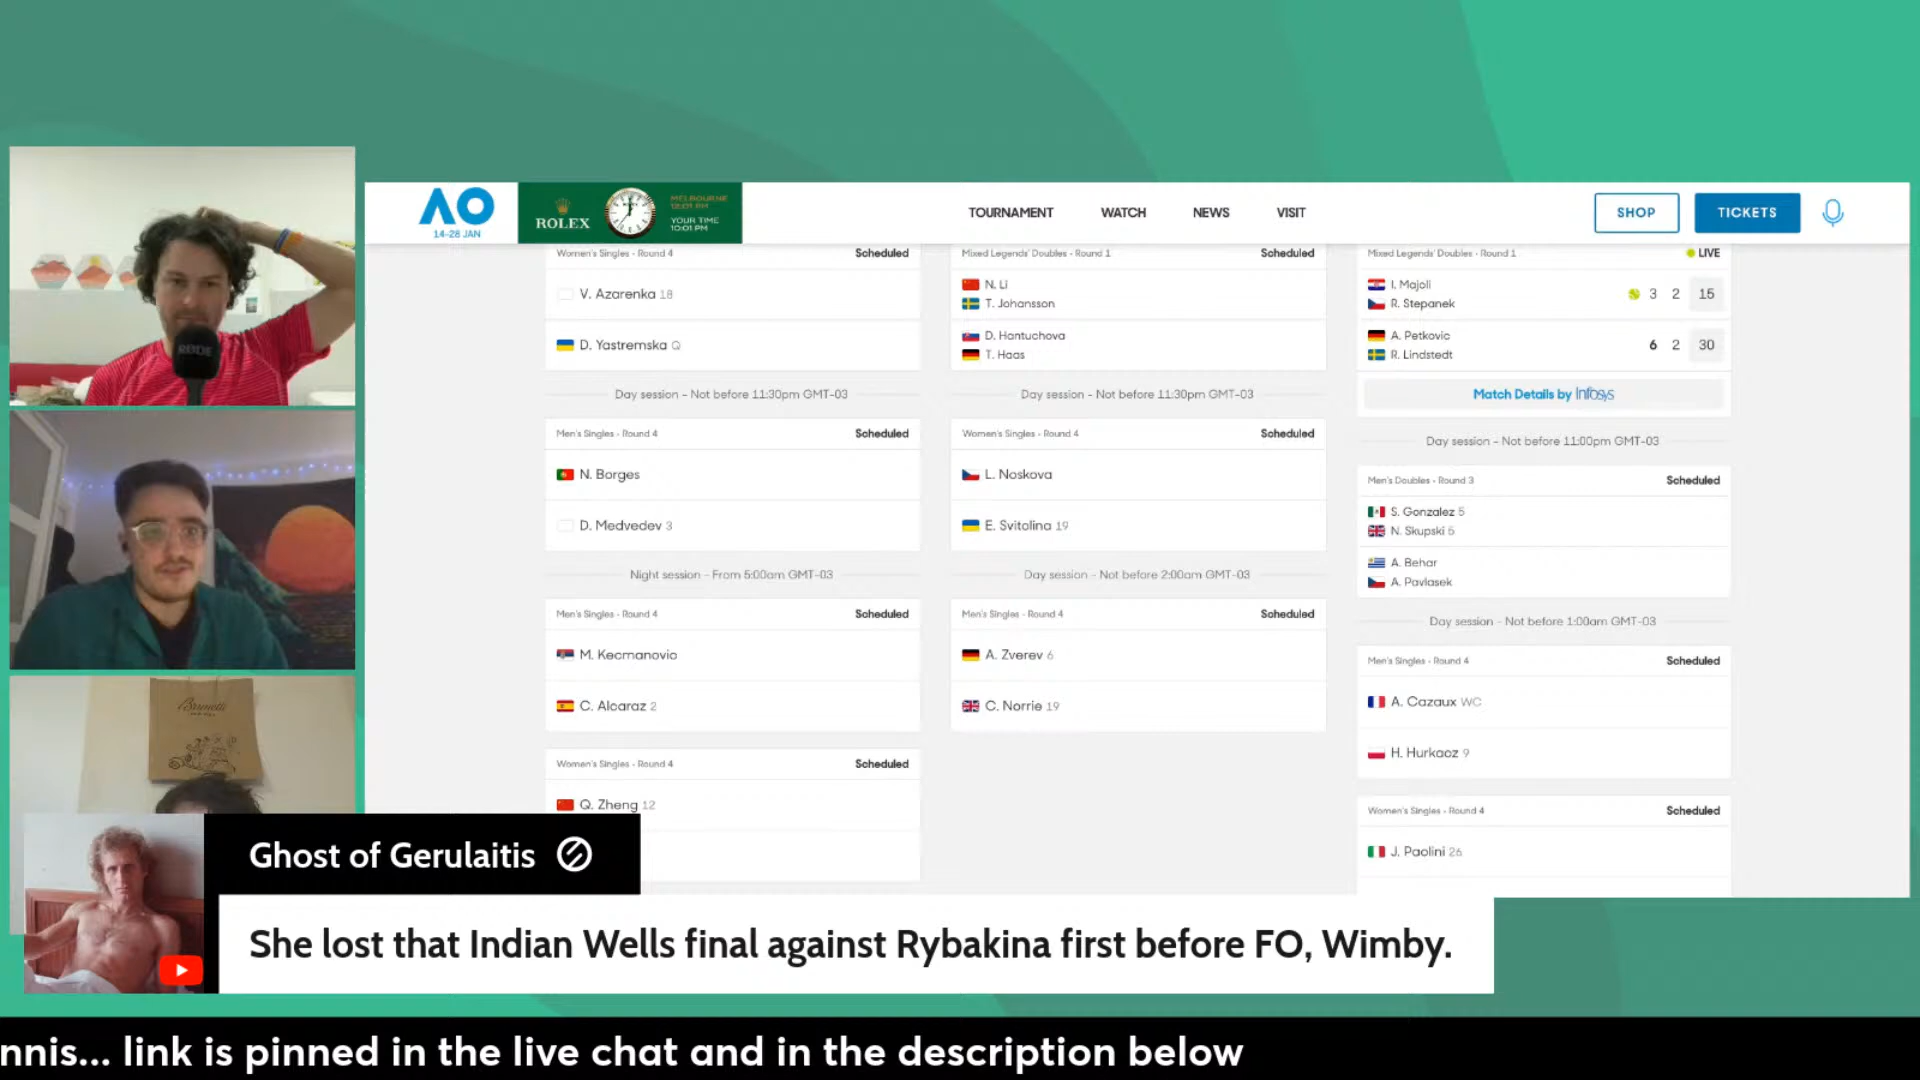 AO
14-28 JAN
ROLEX
MELBOURNE
12:01 PM
YOUR TIME
10:01 PM
TOURNAMENT
WATCH
NEWS
VISIT
SHOP
TICKETS
Women's Singles - Round 4
Scheduled
V. Azarenka 18
D. Yastremska Q
Day session - Not before 11:30pm GMT-03
Men's Singles - Round 4
Scheduled
N. Borges
D. Medvedev 3
Night session - From 5:00am GMT-03
Men's Singles - Round 4
Scheduled
M. Kecmanovic
C. Alcaraz 2
Women's Singles - Round 4
Scheduled
Q. Zheng 12
Mixed Legends' Doubles - Round 1
Scheduled
N. Li
T. Johansson
D. Hantuchova
T. Haas
Day session - Not before 11:30pm GMT-03
Women's Singles - Round 4
Scheduled
L. Noskova
E. Svitolina 19
Day session - Not before 2:00am GMT-03
Men's Singles - Round 4
Scheduled
A. Zverev 6
C. Norrie 19
Mixed Legends' Doubles - Round 1
LIVE
I. Majoli
R. Stepanek
3 2 15
A. Petkovic
R. Lindstedt
6 2 30
Match Details by Infosys
Day session - Not before 11:00pm GMT-03
Men's Doubles - Round 3
Scheduled
S. Gonzalez 5
N. Skupski 5
A. Behar
A. Pavlasek
Day session - Not before 1:00am GMT-03
Men's Singles - Round 4
Scheduled
A. Cazaux WC
H. Hurkacz 9
Women's Singles - Round 4
Scheduled
J. Paolini 26
RØDE
Brunetti
Ghost of Gerulaitis
She lost that Indian Wells final against Rybakina first before FO, Wimby.
nnis... link is pinned in the live chat and in the description below